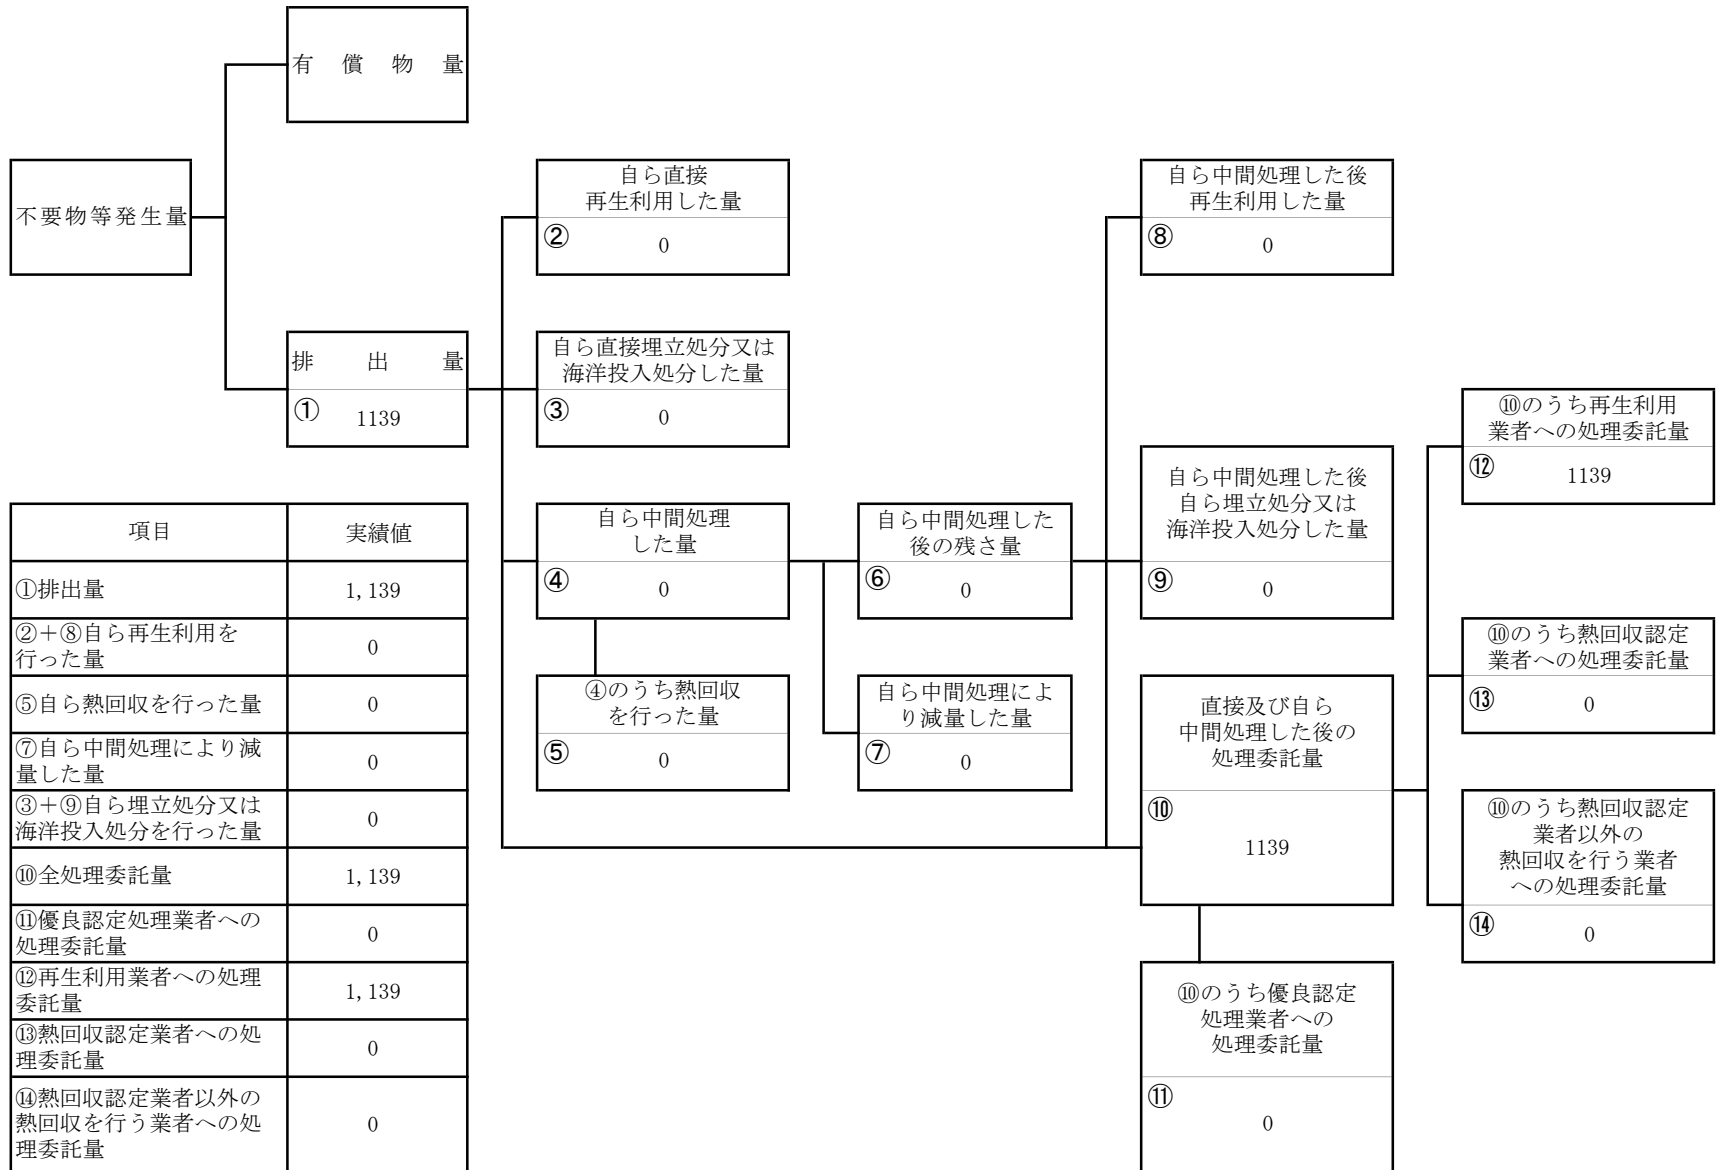 有償物量
不要物等発生量
自ら直接
再生利用した量
②
0
自ら中間処理した後
再生利用した量
⑧
0
排出量
①
1139
自ら直接埋立処分又は
海洋投入処分した量
③
0
⑩のうち再生利用
業者への処理委託量
⑫
1139
自ら中間処理
した量
④
0
自ら中間処理した
後の残さ量
⑥
0
自ら中間処理した後
自ら埋立処分又は
海洋投入処分した量
⑨
0
⑩のうち熱回収認定
業者への処理委託量
⑬
0
④のうち熱回収
を行った量
⑤
0
自ら中間処理によ
り減量した量
⑦
0
直接及び自ら
中間処理した後の
処理委託量
⑩
1139
⑩のうち熱回収認定
業者以外の
熱回収を行う業者
への処理委託量
⑭
0
⑩のうち優良認定
処理業者への
処理委託量
⑪
0
項目 実績値
①排出量 1,139
②＋⑧自ら再生利用を
行った量 0
⑤自ら熱回収を行った量 0
⑦自ら中間処理により減
量した量 0
③＋⑨自ら埋立処分又は
海洋投入処分を行った量 0
⑩全処理委託量 1,139
⑪優良認定処理業者への
処理委託量 0
⑫再生利用業者への処理
委託量 1,139
⑬熱回収認定業者への処
理委託量 0
⑭熱回収認定業者以外の
熱回収を行う業者への処
理委託量 0